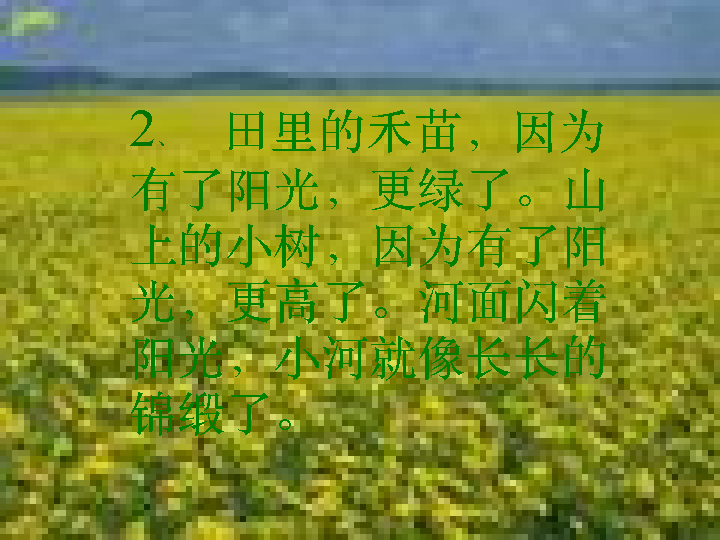 2、 田里的禾苗，因为
有了阳光，更绿了。山
上的小树，因为有了阳
光，更高了。河面闪着
阳光，小河就像长长的
锦缎了。